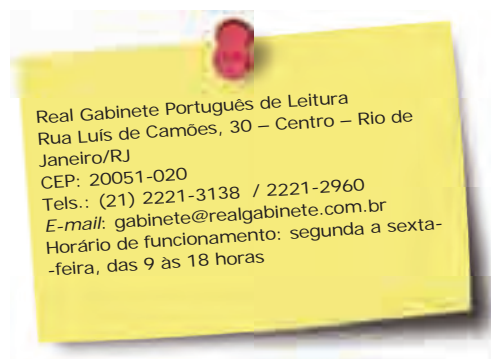 Real Gabinete Português de Leitura
Rua Luís de Camões, 30 – Centro – Rio de
Janeiro/RJ
CEP: 20051-020
Tels.: (21) 2221-3138 / 2221-2960
E-mail: gabinete@realgabinete.com.br
Horário de funcionamento: segunda a sexta-
-feira, das 9 às 18 horas